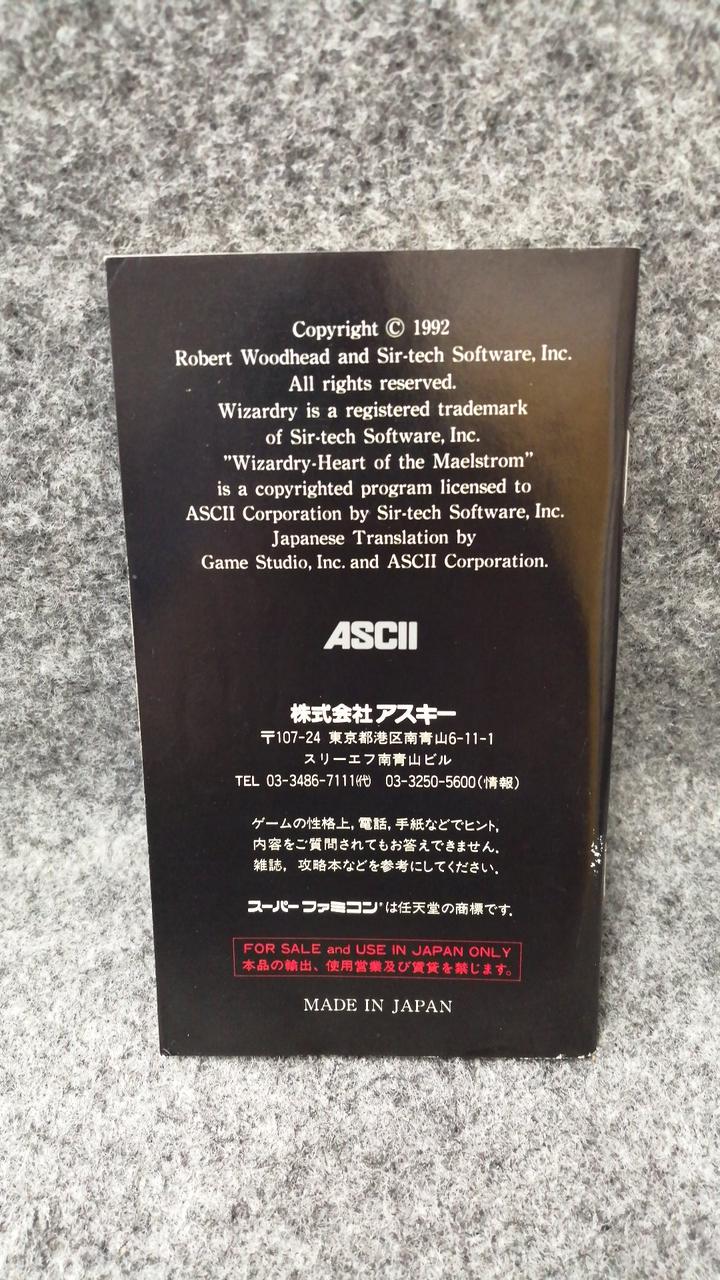 Copyright © 1992
Robert Woodhead and Sir-tech Software, Inc.
All rights reserved.
Wizardry is a registered trademark
of Sir-tech Software, Inc.
"Wizardry-Heart of the Maelstrom"
is a copyrighted program licensed to
ASCII Corporation by Sir-tech Software, Inc.
Japanese Translation by
Game Studio, Inc. and ASCII Corporation.
ASCII
株式会社アスキー
〒107-24 東京都港区南青山6-11-1
スリーエフ南青山ビル
TEL 03-3486-7111㈹ 03-3250-5600(情報)
ゲームの性格上，電話，手紙などでヒント，
内容をご質問されてもお答えできません。
雑誌，攻略本などを参考にしてください。
スーパーファミコン®は任天堂の商標です。
FOR SALE and USE IN JAPAN ONLY
本品の輸出、使用営業及び賃貸を禁じます。
MADE IN JAPAN